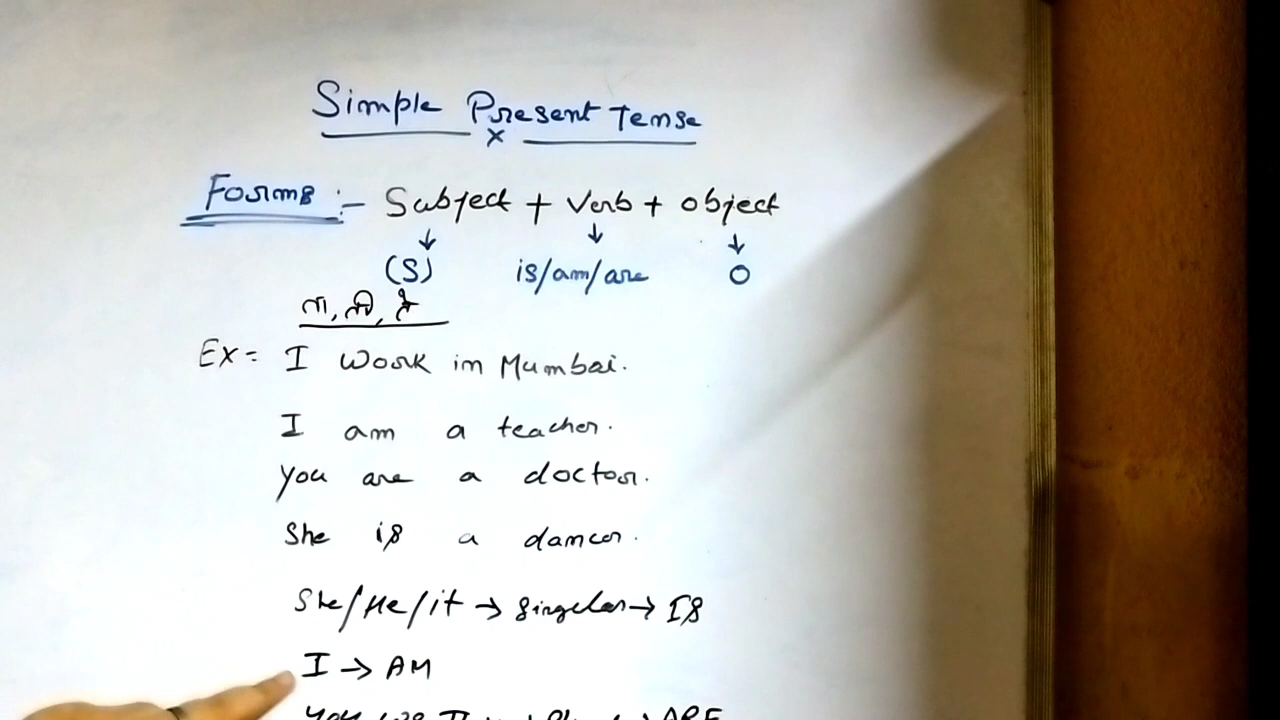 Simple Present Tense
×
Forms :- Subject + Verb + object
↓ ↓ ↓
(S) is/am/are O
Ex = I work in Mumbai.
I am a teacher.
You are a doctor.
She is a dancer.
She/He/it → singular → IS
I → AM